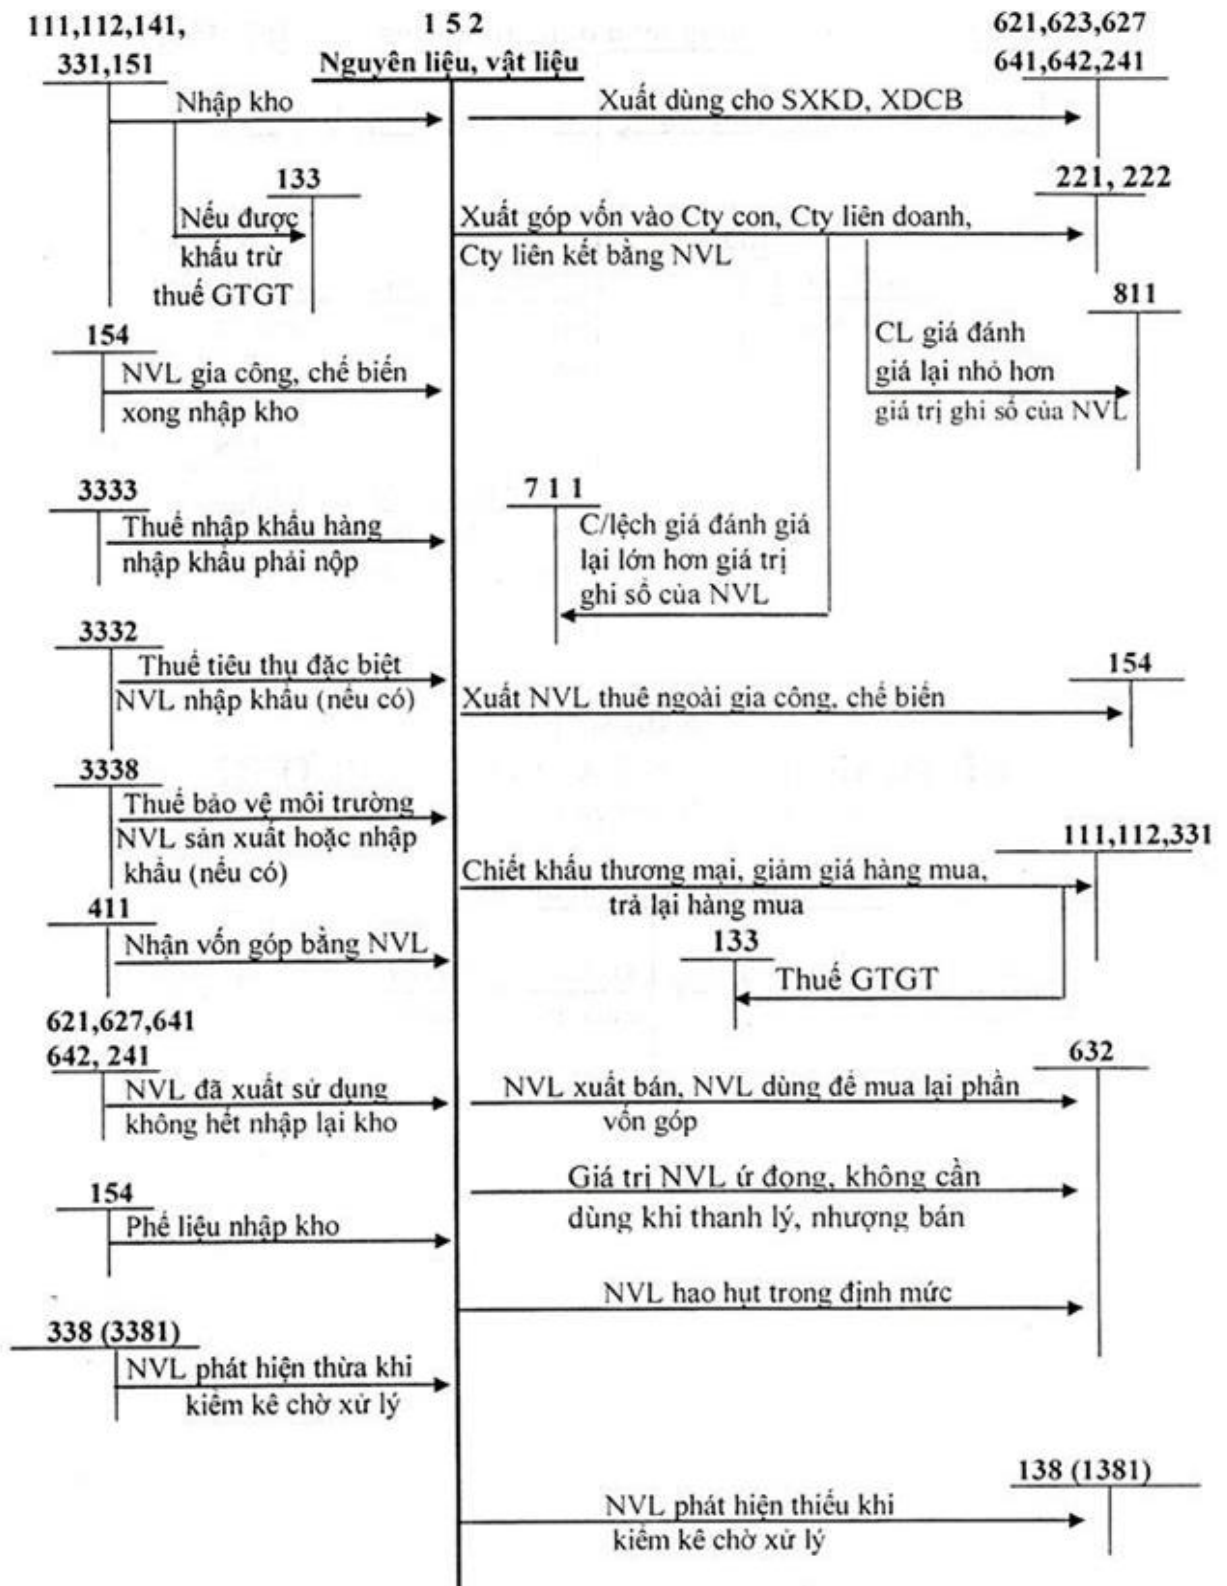 111,112,141,
331,151
1 5 2
Nguyên liệu, vật liệu
621,623,627
641,642,241
Nhập kho
Xuất dùng cho SXKD, XDCB
133
Nếu được
khấu trừ
thuế GTGT
221, 222
Xuất góp vốn vào Cty con, Cty liên doanh,
Cty liên kết bằng NVL
811
CL giá đánh
giá lại nhỏ hơn
giá trị ghi sổ của NVL
154
NVL gia công, chế biến
xong nhập kho
3333
Thuế nhập khẩu hàng
nhập khẩu phải nộp
7 1 1
C/lệch giá đánh giá
lại lớn hơn giá trị
ghi sổ của NVL
3332
Thuế tiêu thụ đặc biệt
NVL nhập khẩu (nếu có)
154
Xuất NVL thuê ngoài gia công, chế biến
3338
Thuế bảo vệ môi trường
NVL sản xuất hoặc nhập
khẩu (nếu có)
111,112,331
Chiết khấu thương mại, giảm giá hàng mua,
trả lại hàng mua
411
Nhận vốn góp bằng NVL
133
Thuế GTGT
621,627,641
642, 241
NVL đã xuất sử dụng
không hết nhập lại kho
632
NVL xuất bán, NVL dùng để mua lại phần
vốn góp
Giá trị NVL ứ đọng, không cần
dùng khi thanh lý, nhượng bán
154
Phế liệu nhập kho
NVL hao hụt trong định mức
338 (3381)
NVL phát hiện thừa khi
kiểm kê chờ xử lý
138 (1381)
NVL phát hiện thiếu khi
kiểm kê chờ xử lý